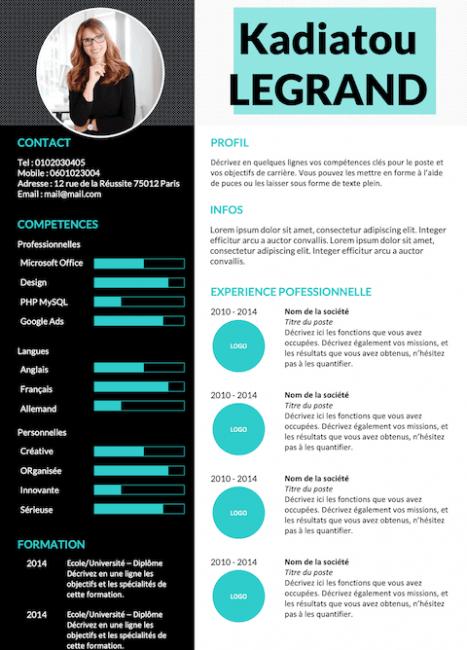 Kadiatou
LEGRAND
CONTACT
Tel : 0102030405
Mobile : 0601023004
Adresse : 12 rue de la Réussite 75012 Paris
Email : mail@mail.com
COMPETENCES
Professionnelles
Microsoft Office
Design
PHP MySQL
Google Ads
Langues
Anglais
Français
Allemand
Personnelles
Créative
ORganisée
Innovante
Sérieuse
FORMATION
2014
Ecole/Université – Diplôme
Décrivez en une ligne les
objectifs et les spécialités de
cette formation.
2014
Ecole/Université – Diplôme
Décrivez en une ligne les
objectifs et les spécialités de
cette formation.
PROFIL
Décrivez en quelques lignes vos compétences clés pour le poste et
vos objectifs de carrière. Vous pouvez les mettre en forme à l’aide
de puces ou les laisser sous forme de texte plein.
INFOS
Lorem ipsum dolor sit amet, consectetur adipiscing elit. Integer
efficitur arcu in diam condimentum, dolor sit amet, consectetur
adipiscing elit. Integer efficitur arcu in diam condimentum
convallis.
EXPERIENCE POFESSIONNELLE
2010 - 2014
LOGO
Nom de la société
Titre du poste
Décrivez ici les fonctions que vous avez
occupées. Décrivez également vos missions, et
les résultats que vous avez obtenus, n’hésitez
pas à les quantifier.
2010 - 2014
LOGO
Nom de la société
Titre du poste
Décrivez ici les fonctions que vous avez
occupées. Décrivez également vos missions, et
les résultats que vous avez obtenus, n’hésitez
pas à les quantifier.
2010 - 2014
LOGO
Nom de la société
Titre du poste
Décrivez ici les fonctions que vous avez
occupées. Décrivez également vos missions, et
les résultats que vous avez obtenus, n’hésitez
pas à les quantifier.
2010 - 2014
LOGO
Nom de la société
Titre du poste
Décrivez ici les fonctions que vous avez
occupées. Décrivez également vos missions, et
les résultats que vous avez obtenus, n’hésitez
pas à les quantifier.